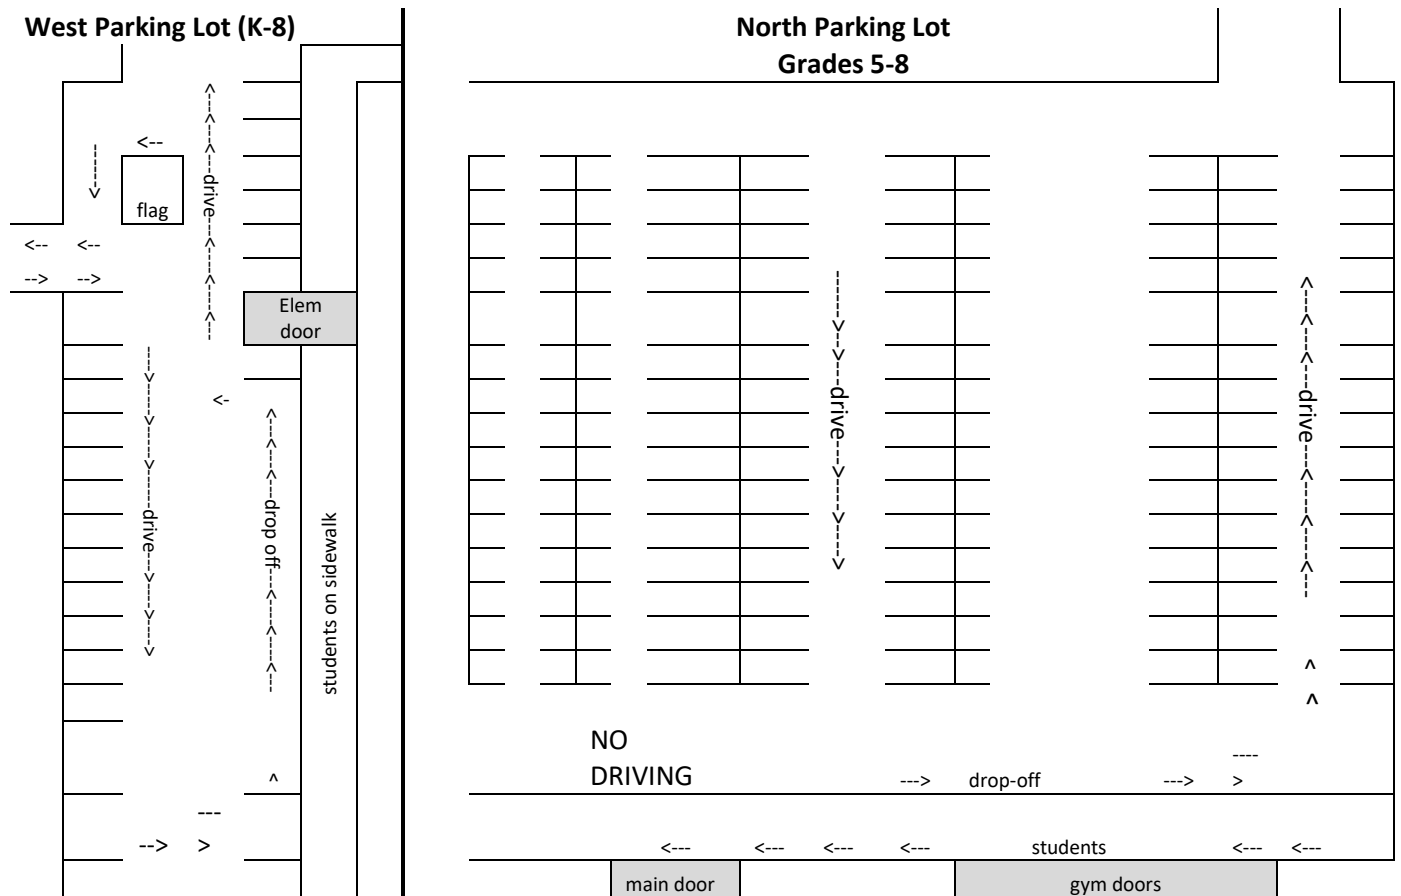 West Parking Lot (K-8)
<--
drive
flag
<-- <--
--> -->
Elem
door
<-
drive
drop off
students on sidewalk
^
---
--> >
North Parking Lot
Grades 5-8
drive
drive
^
^
NO
DRIVING
---> drop-off ---> ---->
<--- <--- <--- <--- students <--- <---
main door
gym doors